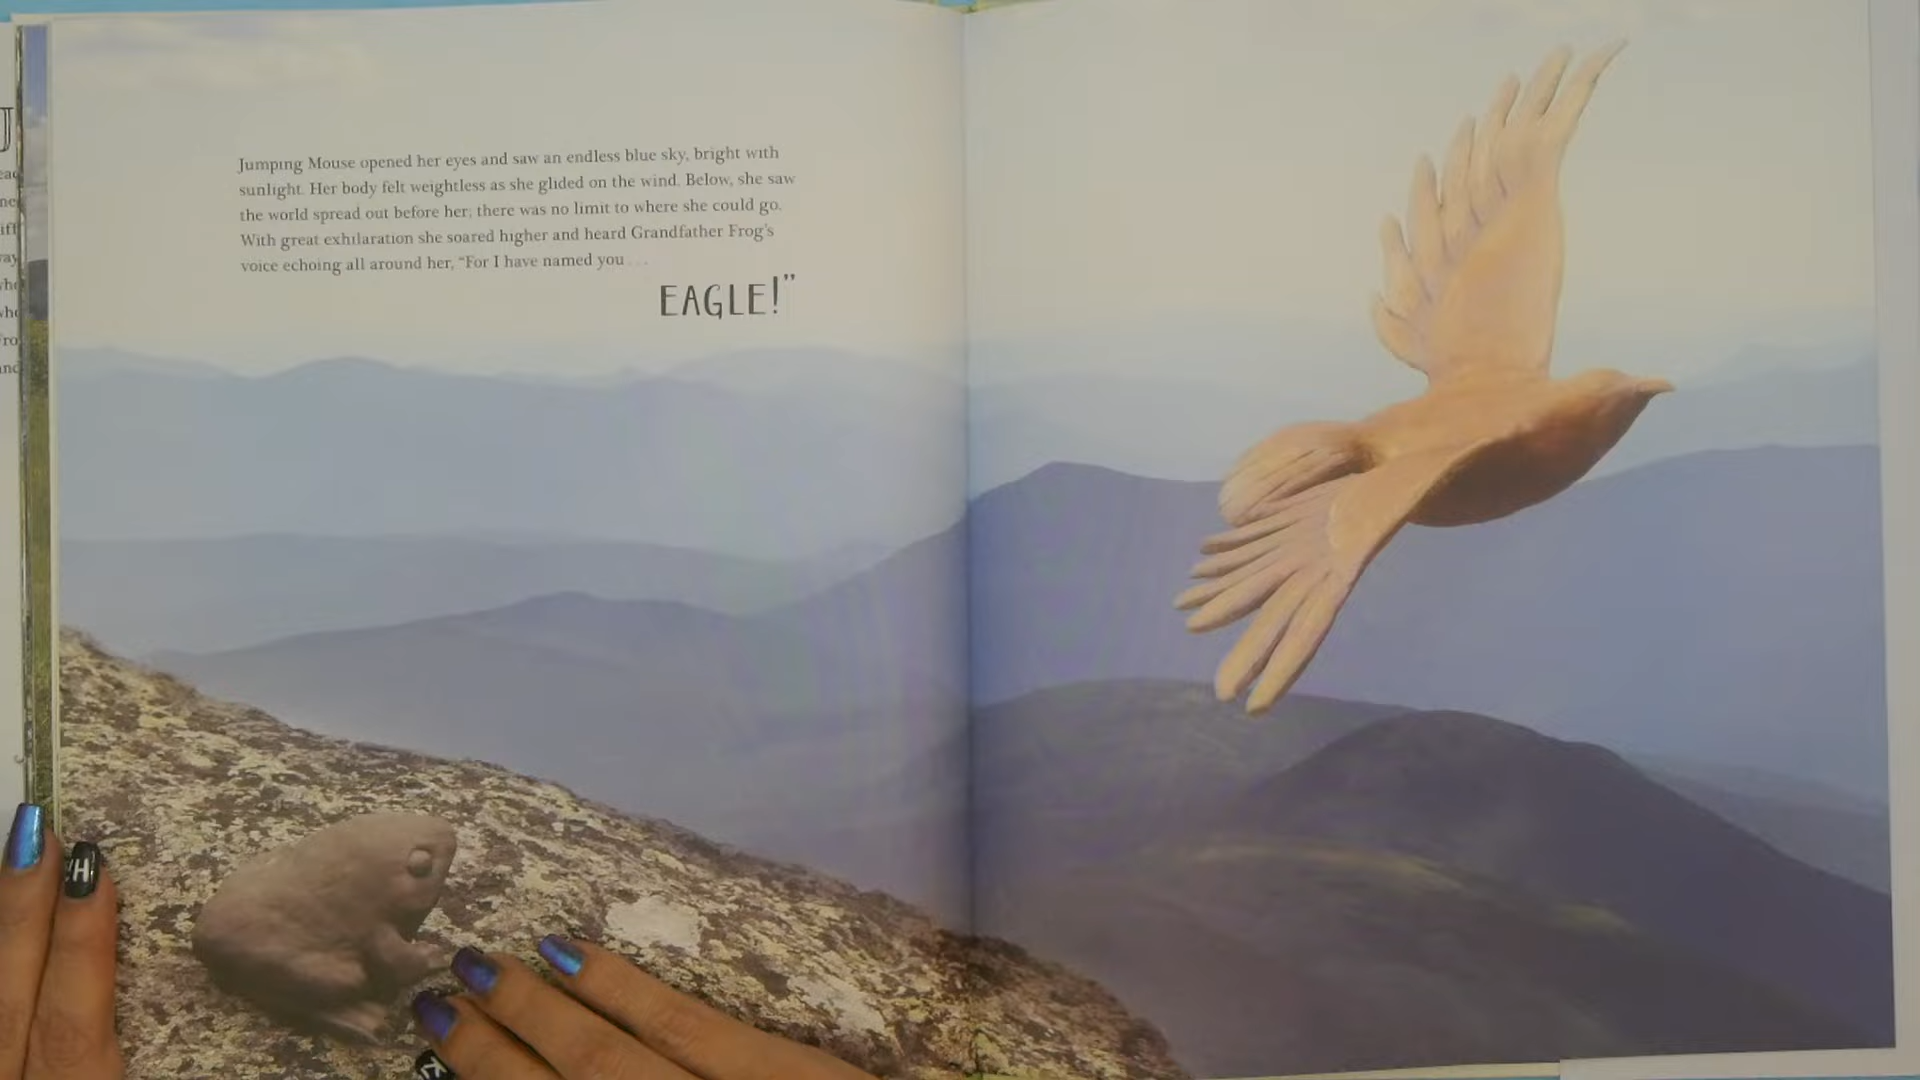 Jumping Mouse opened her eyes and saw an endless blue sky, bright with
sunlight. Her body felt weightless as she glided on the wind. Below, she saw
the world spread out before her; there was no limit to where she could go.
With great exhilaration she soared higher and heard Grandfather Frog's
voice echoing all around her, “For I have named you . . .
EAGLE!”